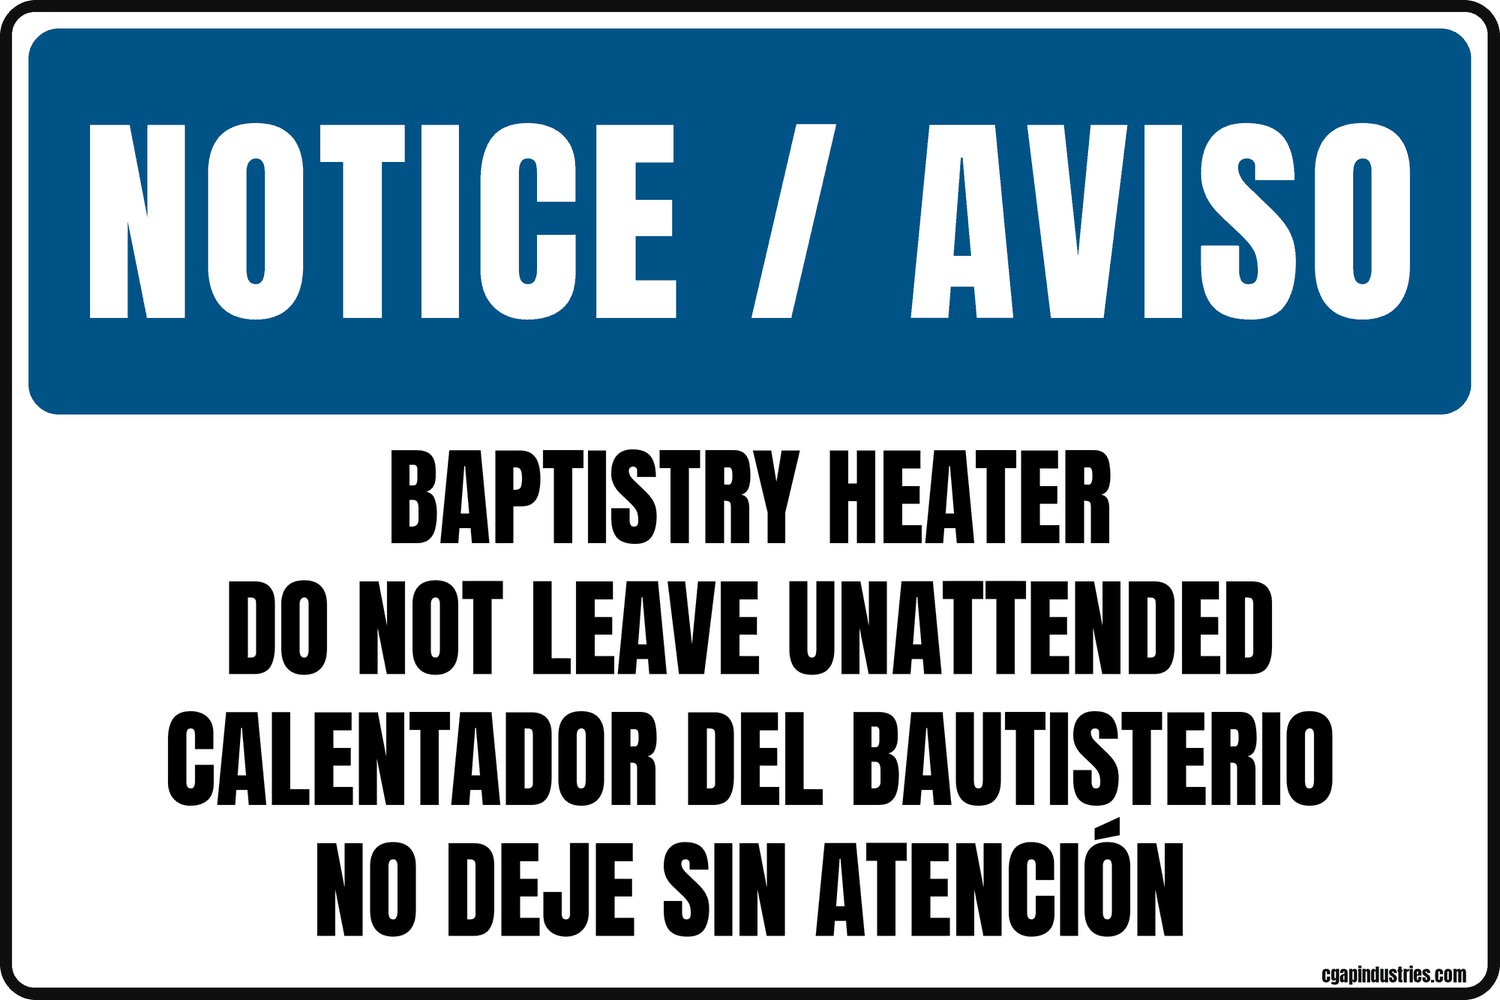 NOTICE / AVISO
BAPTISTRY HEATER
DO NOT LEAVE UNATTENDED
CALENTADOR DEL BAUTISTERIO
NO DEJE SIN ATENCIÓN
cgapindustries.com